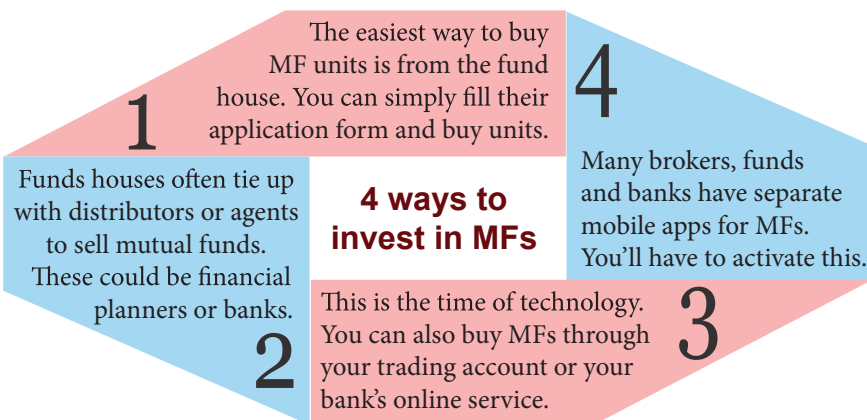 4 ways to
invest in MFs
1
The easiest way to buy
MF units is from the fund
house. You can simply fill their
application form and buy units.
2
Funds houses often tie up
with distributors or agents
to sell mutual funds.
These could be financial
planners or banks.
3
This is the time of technology.
You can also buy MFs through
your trading account or your
bank's online service.
4
Many brokers, funds
and banks have separate
mobile apps for MFs.
You'll have to activate this.